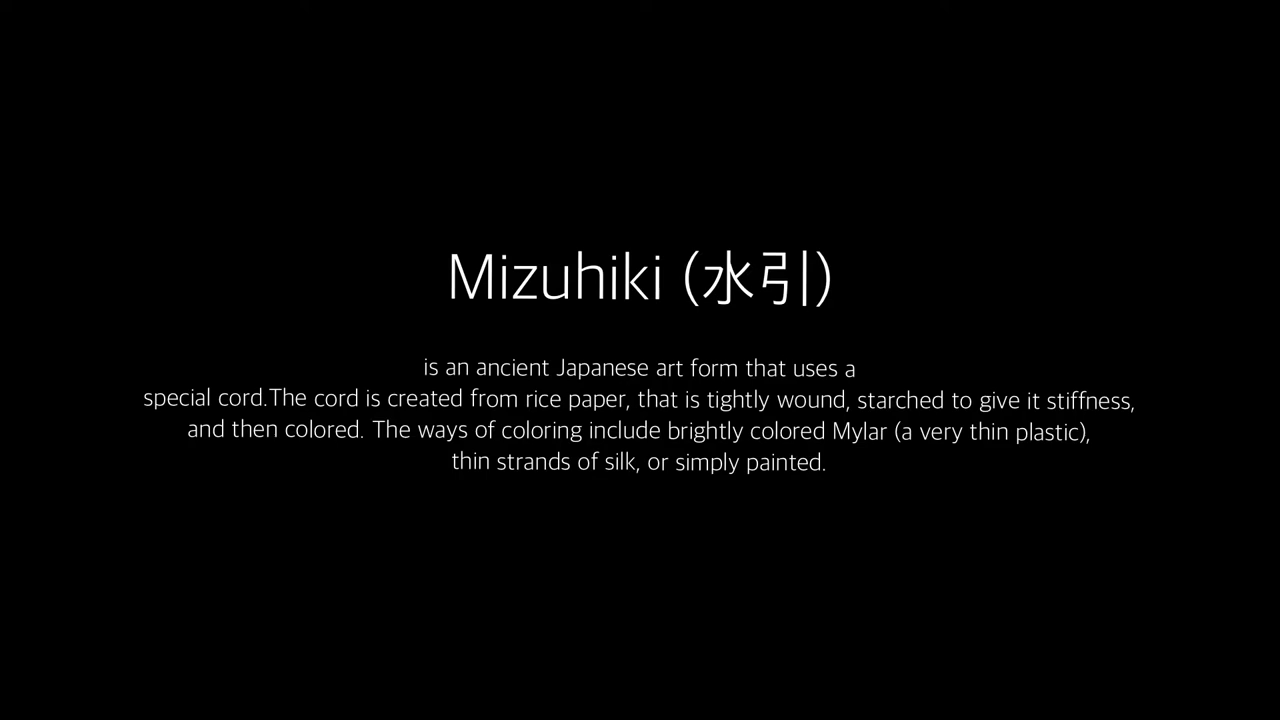 Mizuhiki (水引)
is an ancient Japanese art form that uses a
special cord.The cord is created from rice paper, that is tightly wound, starched to give it stiffness,
and then colored. The ways of coloring include brightly colored Mylar (a very thin plastic),
thin strands of silk, or simply painted.